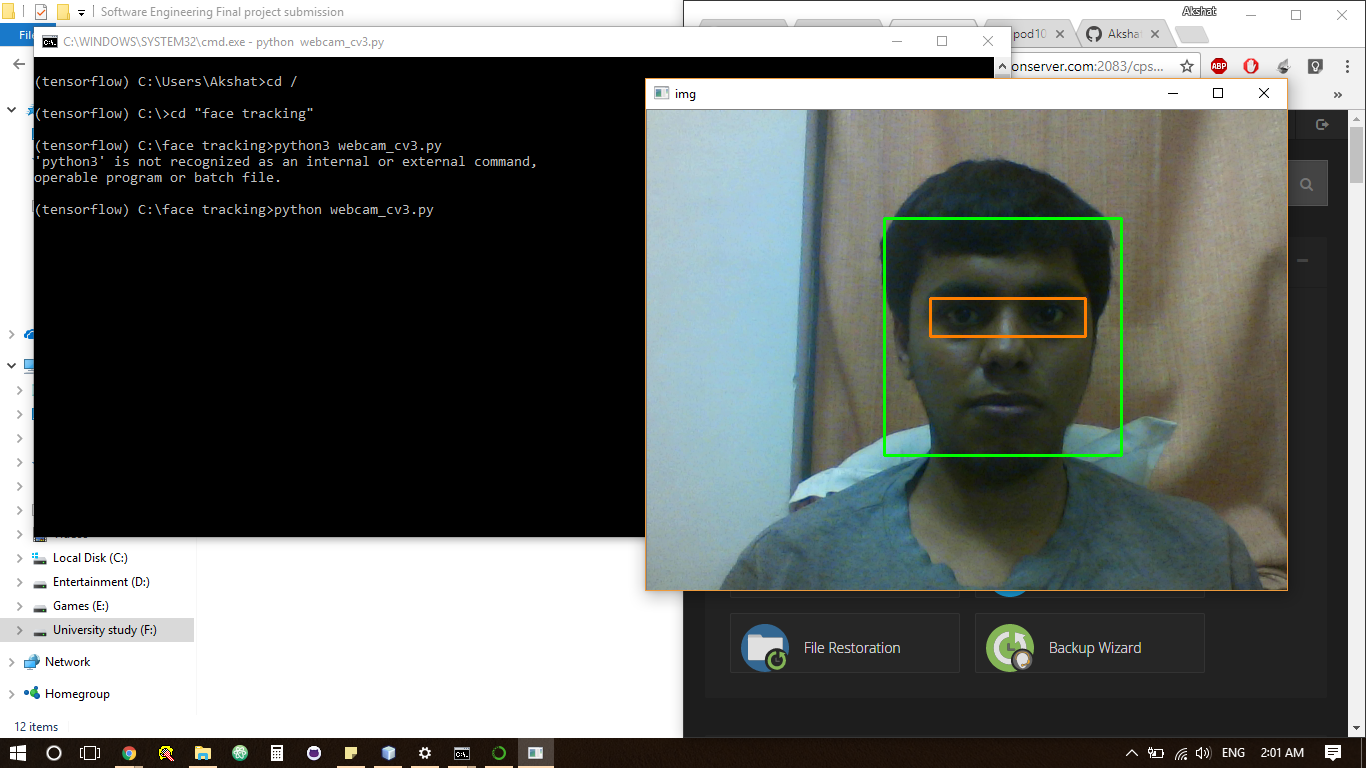 Software Engineering Final project submission
Akshat
File
C:\WINDOWS\SYSTEM32\cmd.exe - python  webcam_cv3.py
pod10
Aksha
onserver.com:2083/cps...
ABP
(tensorflow) C:\Users\Akshat>cd /
(tensorflow) C:\>cd "face tracking"
(tensorflow) C:\face tracking>python3 webcam_cv3.py
'python3' is not recognized as an internal or external command,
operable program or batch file.
(tensorflow) C:\face tracking>python webcam_cv3.py
img
Local Disk (C:)
Entertainment (D:)
Games (E:)
University study (F:)
Network
Homegroup
12 items
File Restoration
Backup Wizard
ENG
2:01 AM